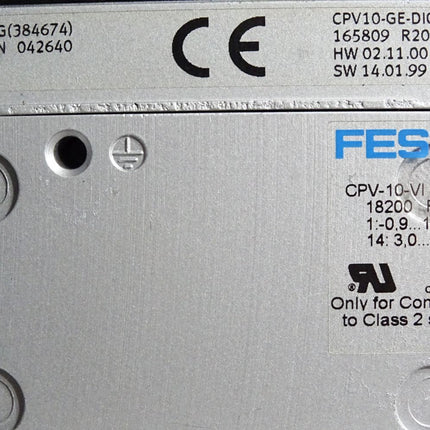 G(384674)
N 042640
CE
CPV10-GE-DI
165809 R20
HW 02.11.00
SW 14.01.99
FES
CPV-10-VI
18200
1:-0,9...1
14: 3,0...
Only for Con
to Class 2 s